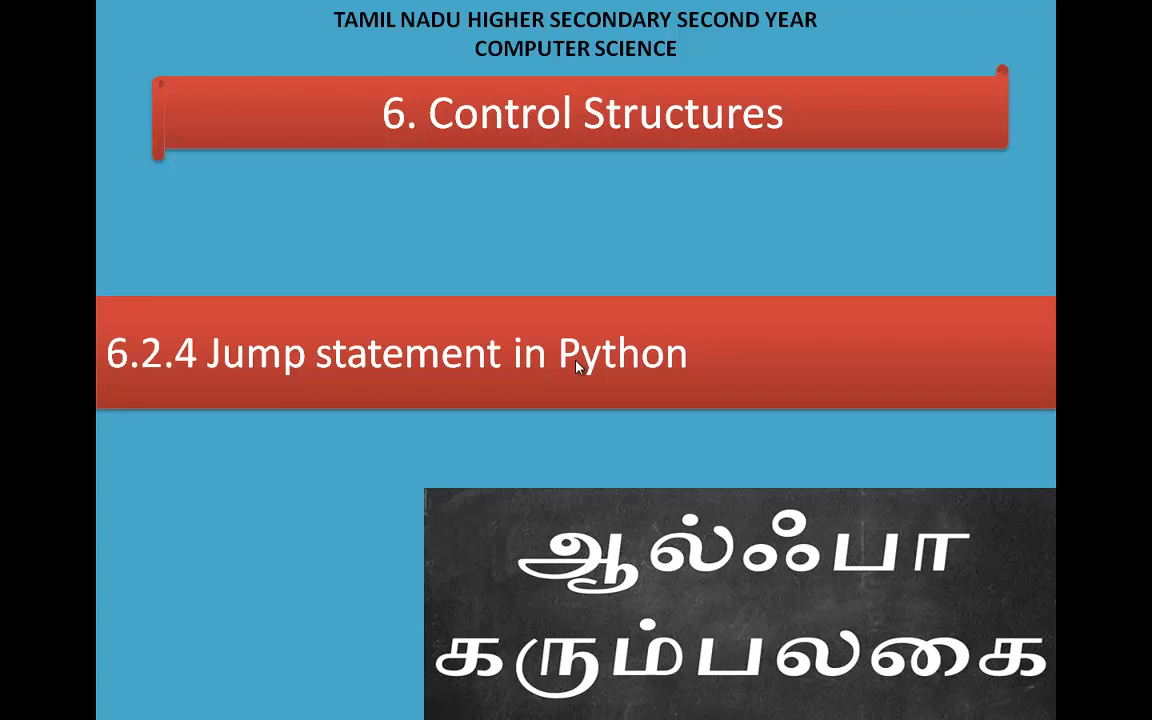 TAMIL NADU HIGHER SECONDARY SECOND YEAR
COMPUTER SCIENCE
6. Control Structures
6.2.4 Jump statement in Python
ஆல்ஃபா
கரும்பலகை